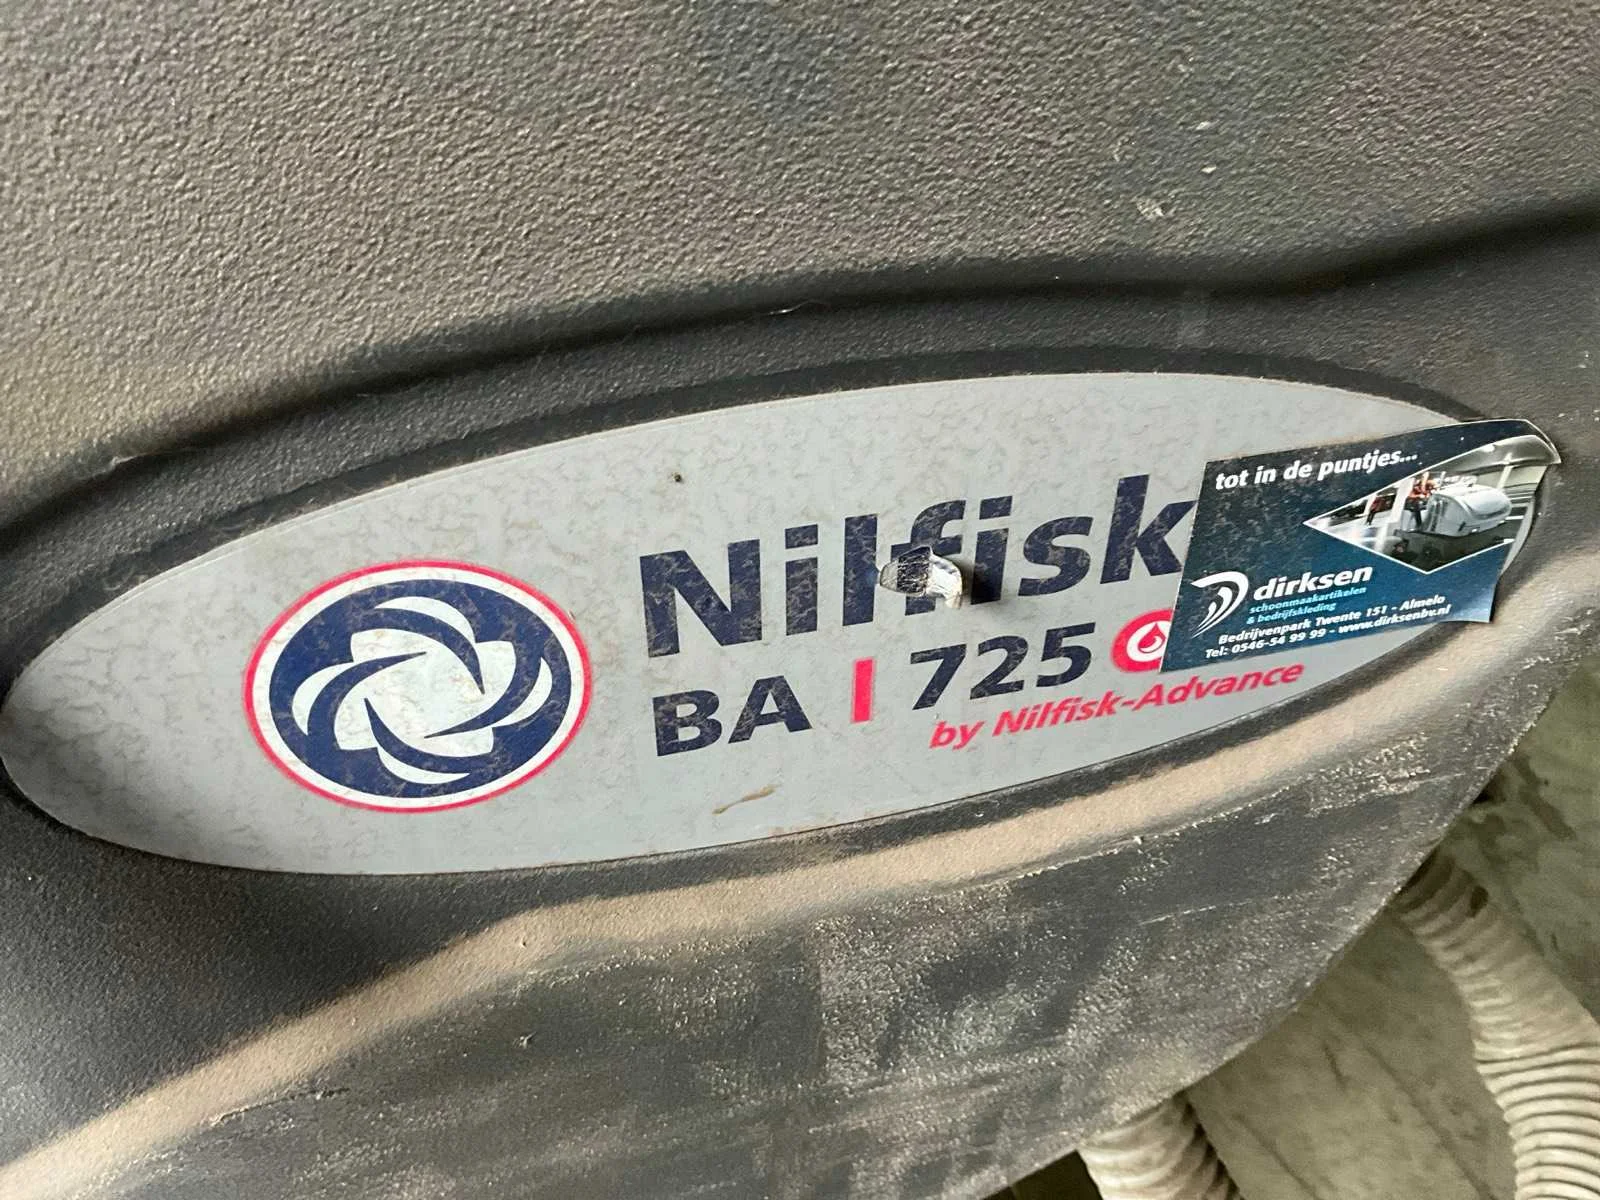 Nilfisk
BA | 725
by Nilfisk-Advance
tot in de puntjes...
dirksen
schoonmaakartikelen
& bedrijfskleding
Bedrijvenpark Twente 151 - Almelo
Tel: 0546-54 99 99 - www.dirksenbv.nl